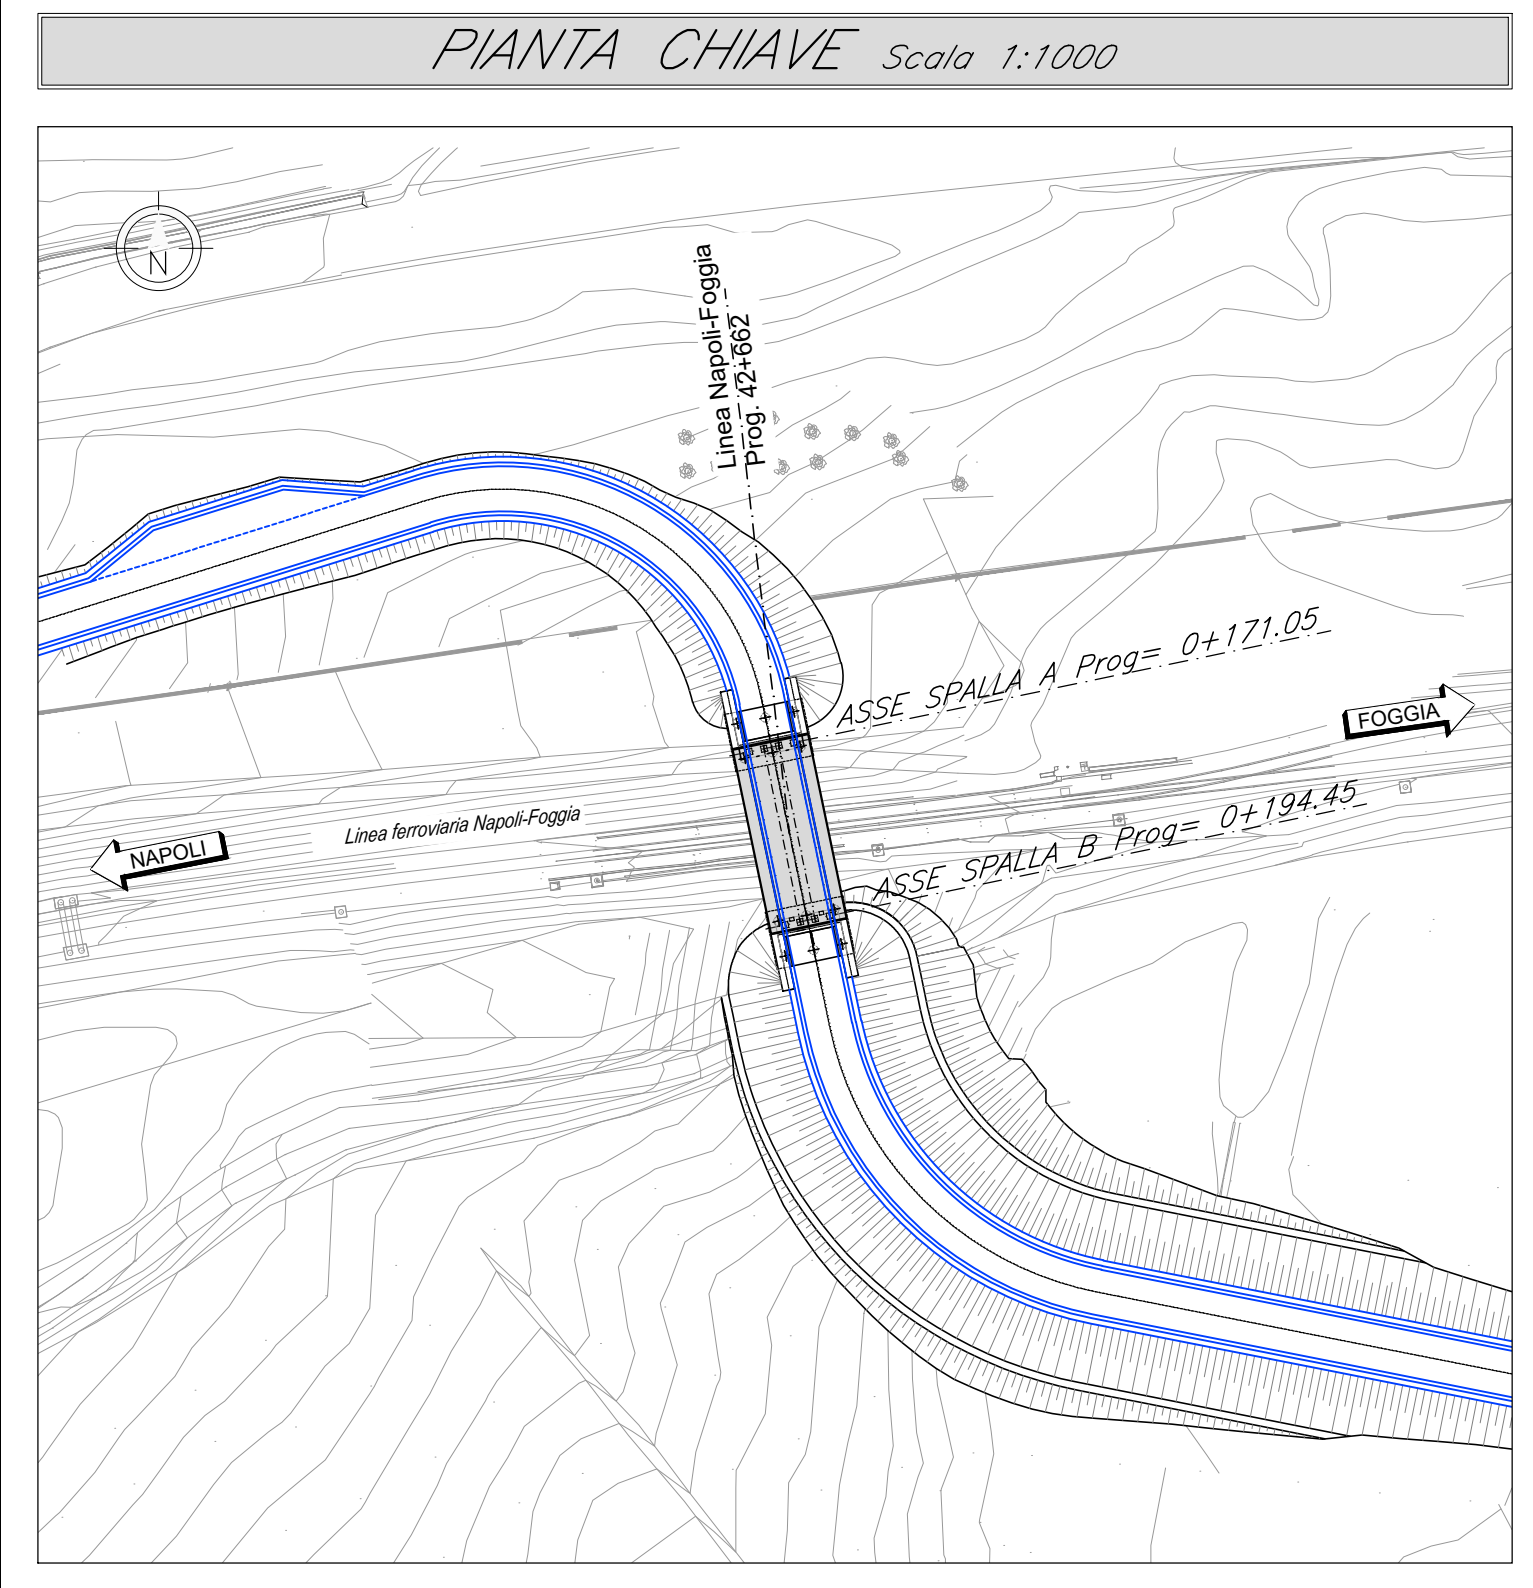 PIANTA CHIAVE Scala 1:1000
N
Linea Napoli-Foggia
Prog. 42+662
ASSE SPALLA A Prog= 0+171.05
FOGGIA
Linea ferroviaria Napoli-Foggia
NAPOLI
ASSE SPALLA B Prog= 0+194.45